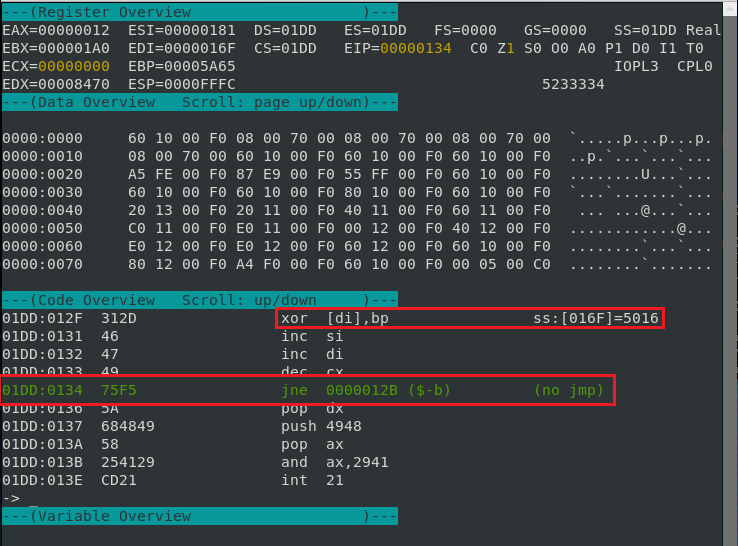 ---(Register Overview                   )---
EAX=00000012  ESI=00000181  DS=01DD   ES=01DD   FS=0000   GS=0000   SS=01DD Real
EBX=000001A0  EDI=0000016F  CS=01DD   EIP=00000134  C0 Z1 S0 O0 A0 P1 D0 I1 T0
ECX=00000000  EBP=00005A65                                          IOPL3  CPL0
EDX=00008470  ESP=0000FFFC                                  5233334
---(Data Overview   Scroll: page up/down)---
0000:0000     60 10 00 F0 08 00 70 00 08 00 70 00 08 00 70 00  `.....p...p...p.
0000:0010     08 00 70 00 60 10 00 F0 60 10 00 F0 60 10 00 F0  ..p.`...`...`...
0000:0020     A5 FE 00 F0 87 E9 00 F0 55 FF 00 F0 60 10 00 F0  ........U...`...
0000:0030     60 10 00 F0 60 10 00 F0 80 10 00 F0 60 10 00 F0  `...`.......`...
0000:0040     20 13 00 F0 20 11 00 F0 40 11 00 F0 60 11 00 F0   ... ...@...`...
0000:0050     C0 11 00 F0 E0 11 00 F0 00 12 00 F0 40 12 00 F0  ............@...
0000:0060     E0 12 00 F0 E0 12 00 F0 60 12 00 F0 60 10 00 F0  ........`...`...
0000:0070     80 12 00 F0 A4 F0 00 F0 60 10 00 F0 00 05 00 C0  ........`.......
---(Code Overview   Scroll: up/down     )---
01DD:012F  312D                xor  [di],bp                ss:[016F]=5016
01DD:0131  46                  inc  si
01DD:0132  47                  inc  di
01DD:0133  49                  dec  cx
01DD:0134  75F5                jne  0000012B ($-b)         (no jmp)
01DD:0136  5A                  pop  dx
01DD:0137  684849              push 4948
01DD:013A  58                  pop  ax
01DD:013B  254129              and  ax,2941
01DD:013E  CD21                int  21
-> _
---(Variable Overview                   )---